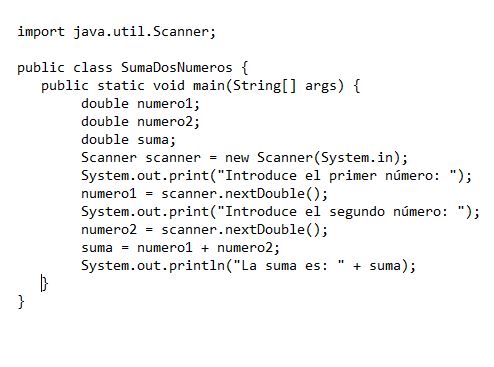 import java.util.Scanner;

public class SumaDosNumeros {
   public static void main(String[] args) {
        double numero1;
        double numero2;
        double suma;
        Scanner scanner = new Scanner(System.in);
        System.out.print("Introduce el primer número: ");
        numero1 = scanner.nextDouble();
        System.out.print("Introduce el segundo número: ");
        numero2 = scanner.nextDouble();
        suma = numero1 + numero2;
        System.out.println("La suma es: " + suma);
   }
}